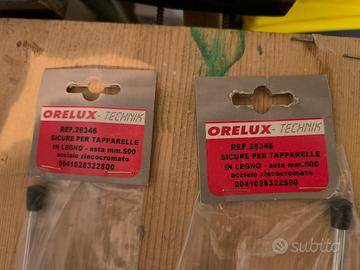 ORELUX-TECHNIK
REF.26346
SICURE PER TAPPARELLE
IN LEGNO - asta mm.500
acciaio zincocromato
0041028322800
ORELUX-TECHNIK
REF.26346
SICURE PER TAPPARELLE
IN LEGNO - asta mm.500
acciaio zincocromato
0041028322800
subito